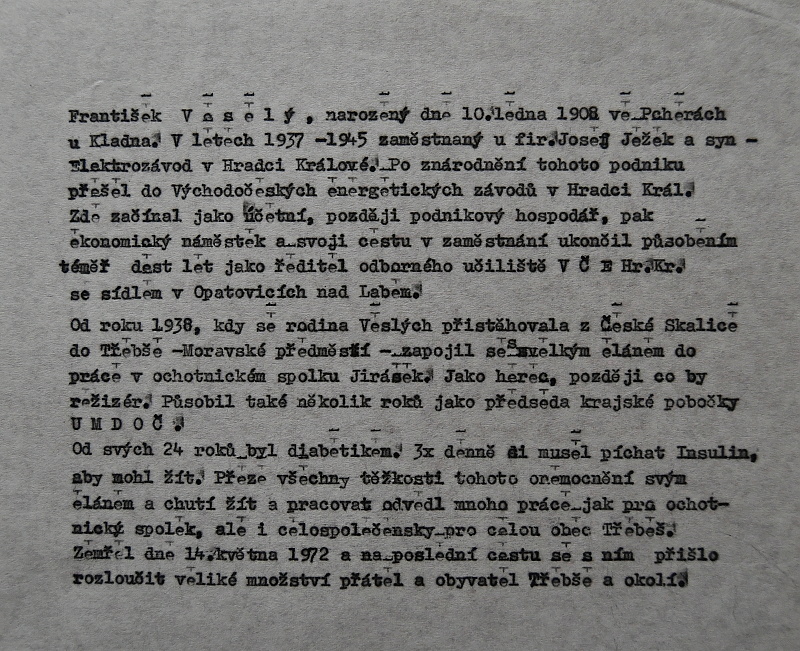 František V e s e l ý , narozený dne 10.ledna 1908 ve Pcherách
u Kladna. V letech 1937 -1945 zaměstnaný u fir.Josef Ježek a syn -
Elektrozávod v Hradci Králové. Po znárodnění tohoto podniku
přešel do Východočeských energetických závodů v Hradci Král.
Zde začínal jako účetní, později podnikový hospodář, pak
ekonomický náměstek a svoji cestu v zaměstnání ukončil působením
téměř dest let jako ředitel odborného učiliště V Č E Hr.Kr.
se sídlem v Opatovicích nad Labem.
Od roku 1938, kdy se rodina Veslých přistěhovala z České Skalice
do Třebše -Moravské předměstí - zapojil se s velkým elánem do
práce v ochotnickém spolku Jirásek. Jako herec, později co by
režizér. Působil také několik roků jako předseda krajské pobočky
U M D O Č .
Od svých 24 roků byl diabetikem. 3x denně si musel píchat Insulin,
aby mohl žít. Přeze všechny těžkosti tohoto onemocnění svým
elánem a chutí žít a pracovat odvedl mnoho práce jak pro ochot-
nický spolek, ale i celospolečensky pro celou obec Třebeš.
Zemřel dne 14.května 1972 a na poslední cestu se s ním přišlo
rozloučit veliké množství přátel a obyvatel Třebše a okolí.